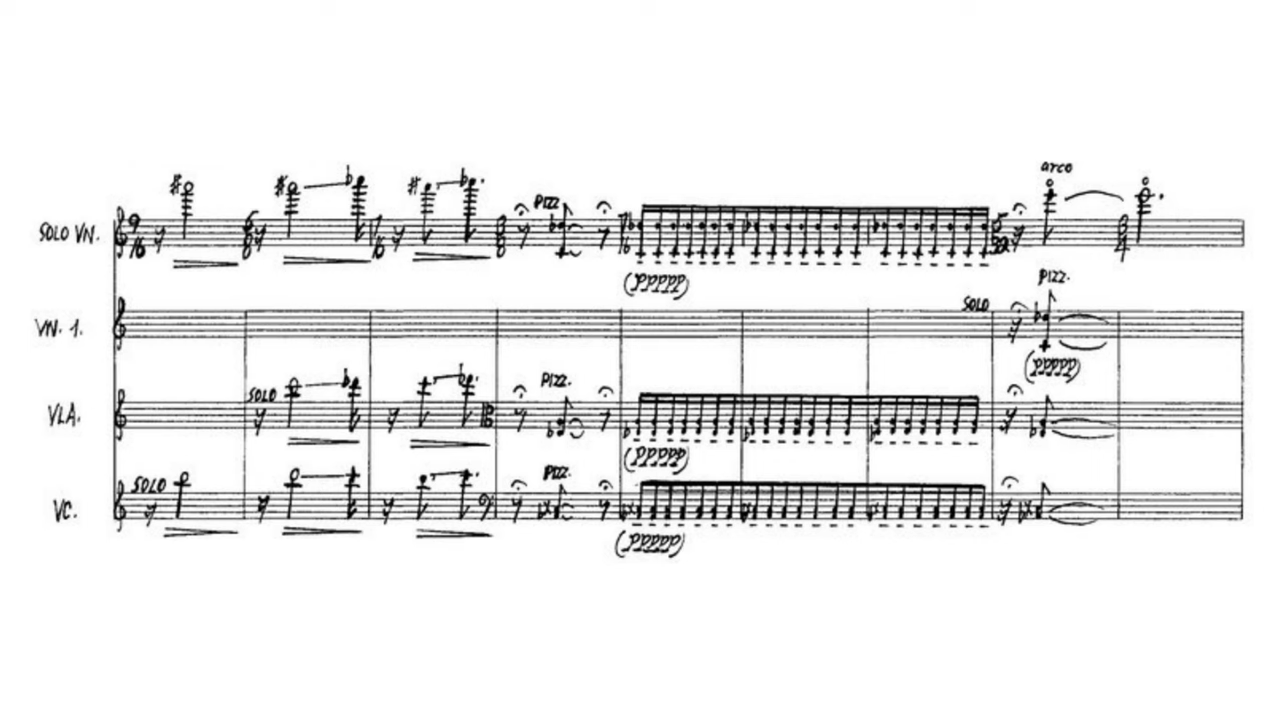 arco
PIZZ
SOLO VN.
(ppppp)
PIZZ.
SOLO
VN. 1.
(ppppp)
PIZZ.
SOLO
VLA.
(ppppp)
PIZZ.
SOLO
VC.
(ppppp)